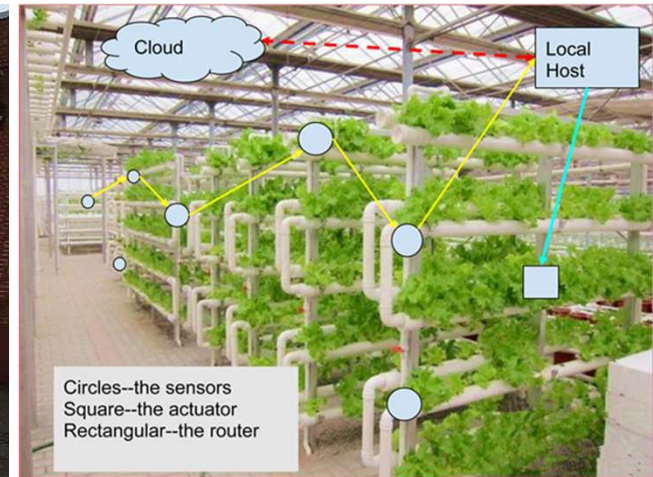 Cloud
Local
Host
Circles--the sensors
Square--the actuator
Rectangular--the router